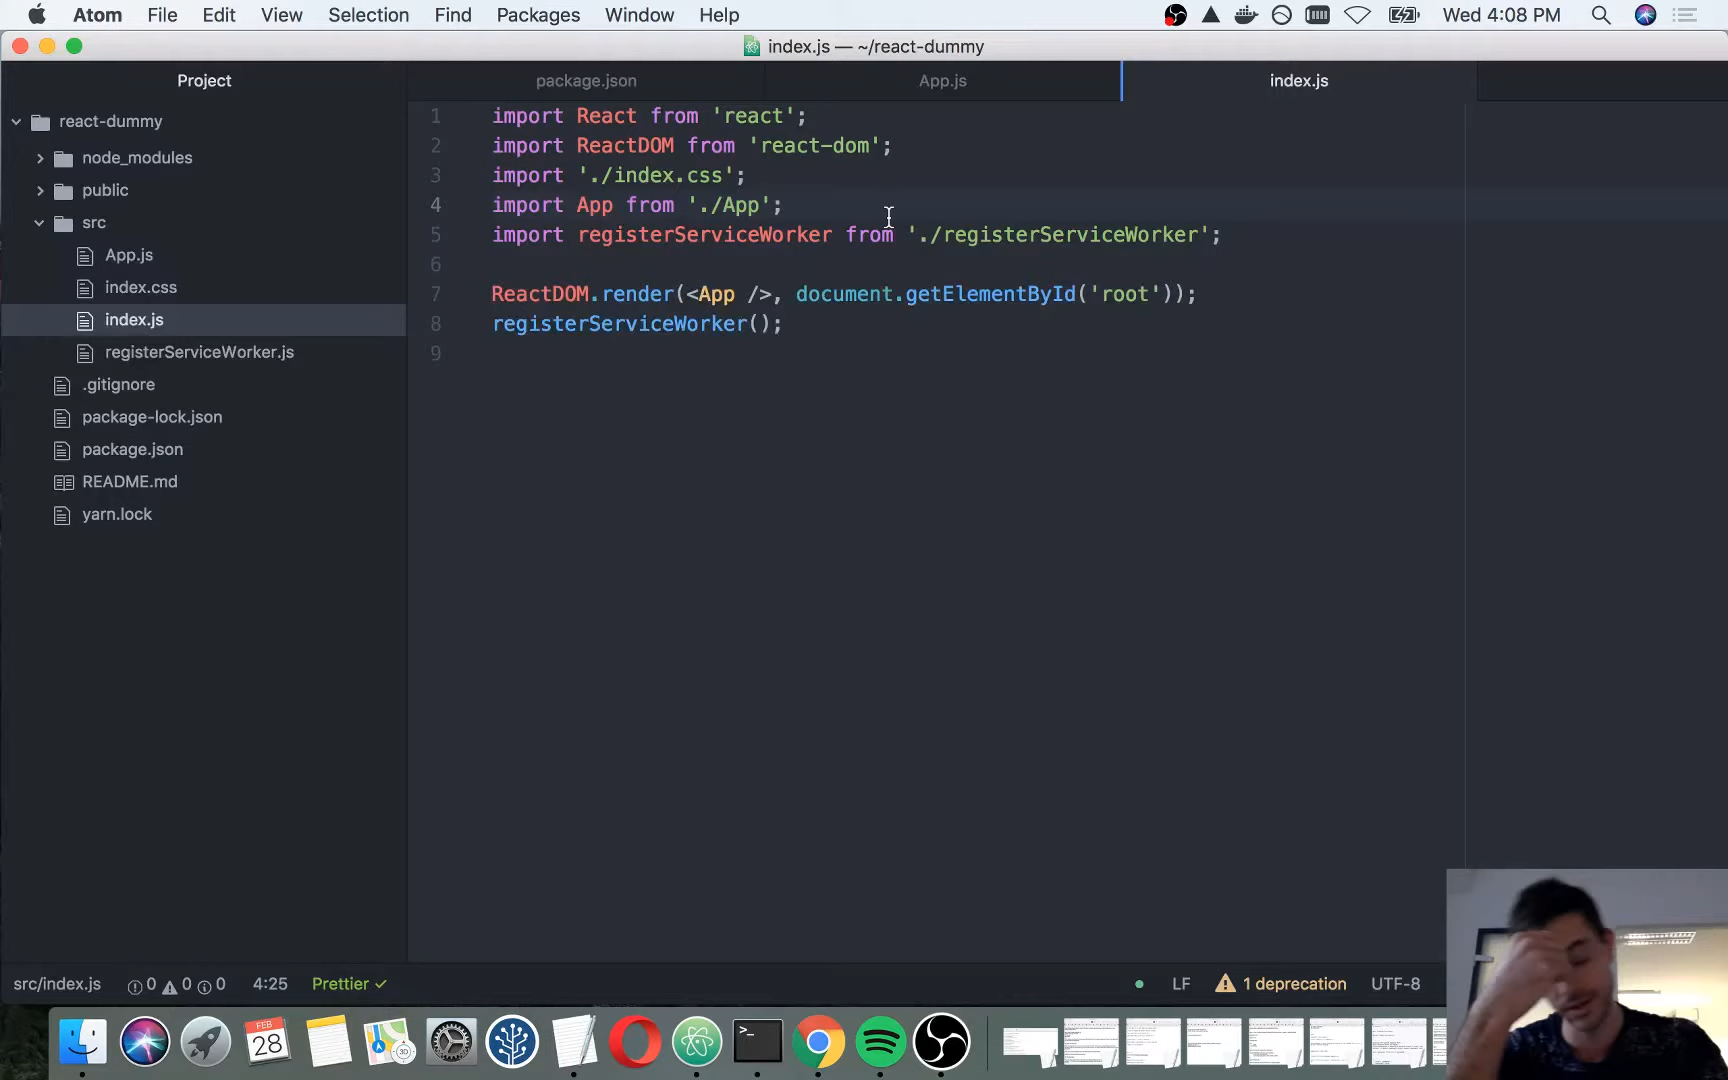 Atom File Edit View Selection Find Packages Window Help Wed 4:08 PM
index.js — ~/react-dummy
Project
package.json App.js index.js
react-dummy
node_modules
public
src
App.js
index.css
index.js
registerServiceWorker.js
.gitignore
package-lock.json
package.json
README.md
yarn.lock
1 import React from 'react';
2 import ReactDOM from 'react-dom';
3 import './index.css';
4 import App from './App';
5 import registerServiceWorker from './registerServiceWorker';
6
7 ReactDOM.render(<App />, document.getElementById('root'));
8 registerServiceWorker();
9
src/index.js 0 0 0 4:25 Prettier ✓ LF 1 deprecation UTF-8
FEB
28
3D
>_